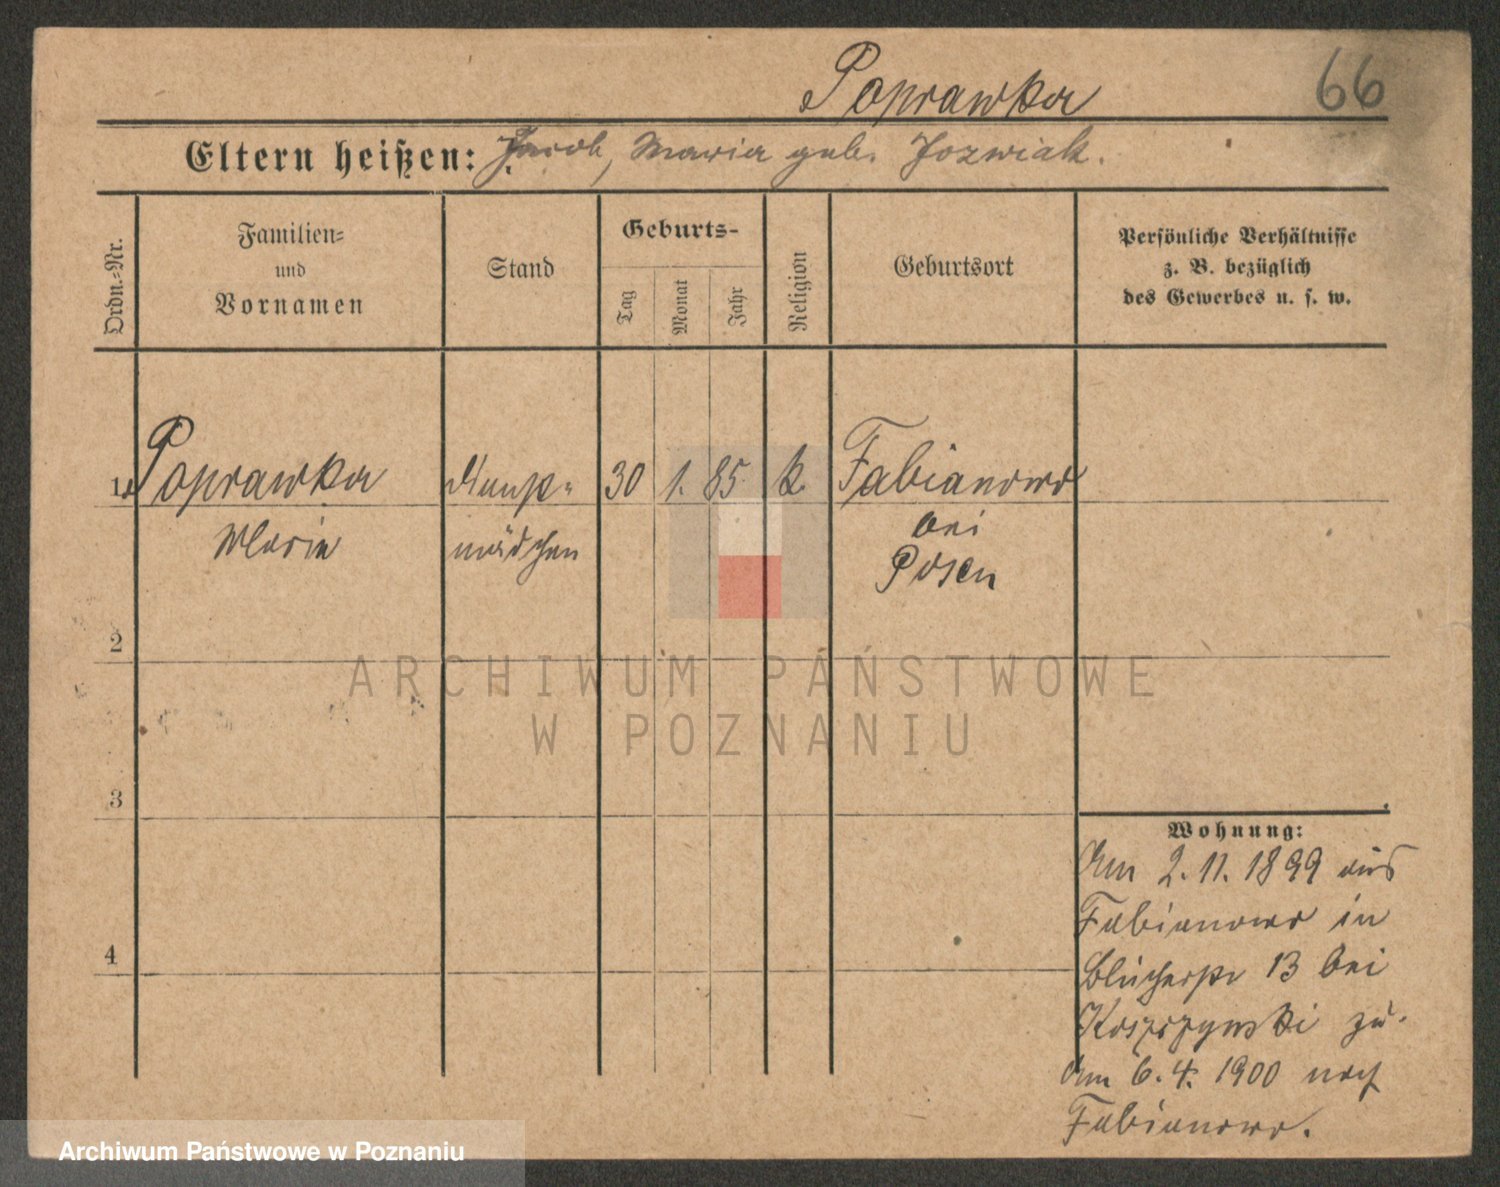 Poprawka
66
Eltern heißen: Jacob, Maria geb. Jozwiak.
Ordn.-Nr.
Familien-
und
Vornamen
Stand
Geburts-
Tag
Monat
Jahr
Religion
Geburtsort
Persönliche Verhältnisse
z. B. bezüglich
des Gewerbes u. s. w.
1 Poprawka 30 1. 85. k. Fabianowo
Maria mädchen bei
Posen
2
ARCHIWUM PAŃSTWOWE
W POZNANIU
3
Wohnung:
Am 2. 11. 1899 aus
Fabianowo in
Blücherstr 13 bei
zu.
4
Am 6. 4. 1900 nach
Fabianowo.
Archiwum Państwowe w Poznaniu